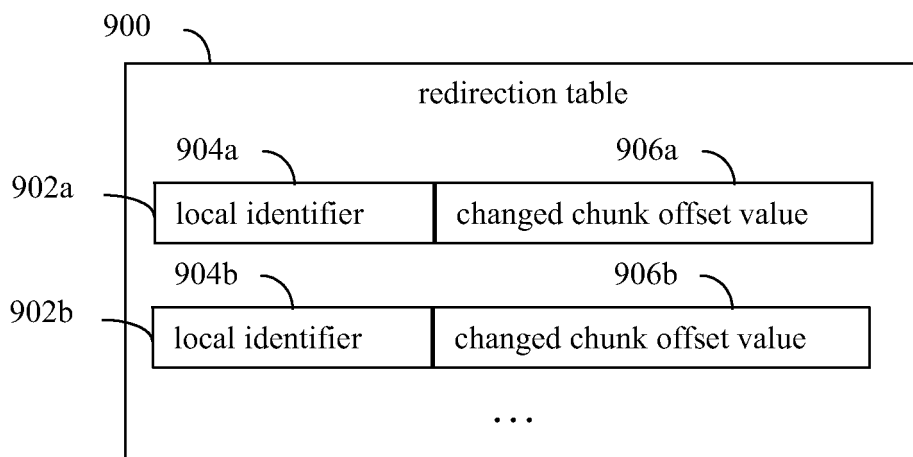 900
redirection table
904a 906a
902a
local identifier changed chunk offset value
904b 906b
902b
local identifier changed chunk offset value
...